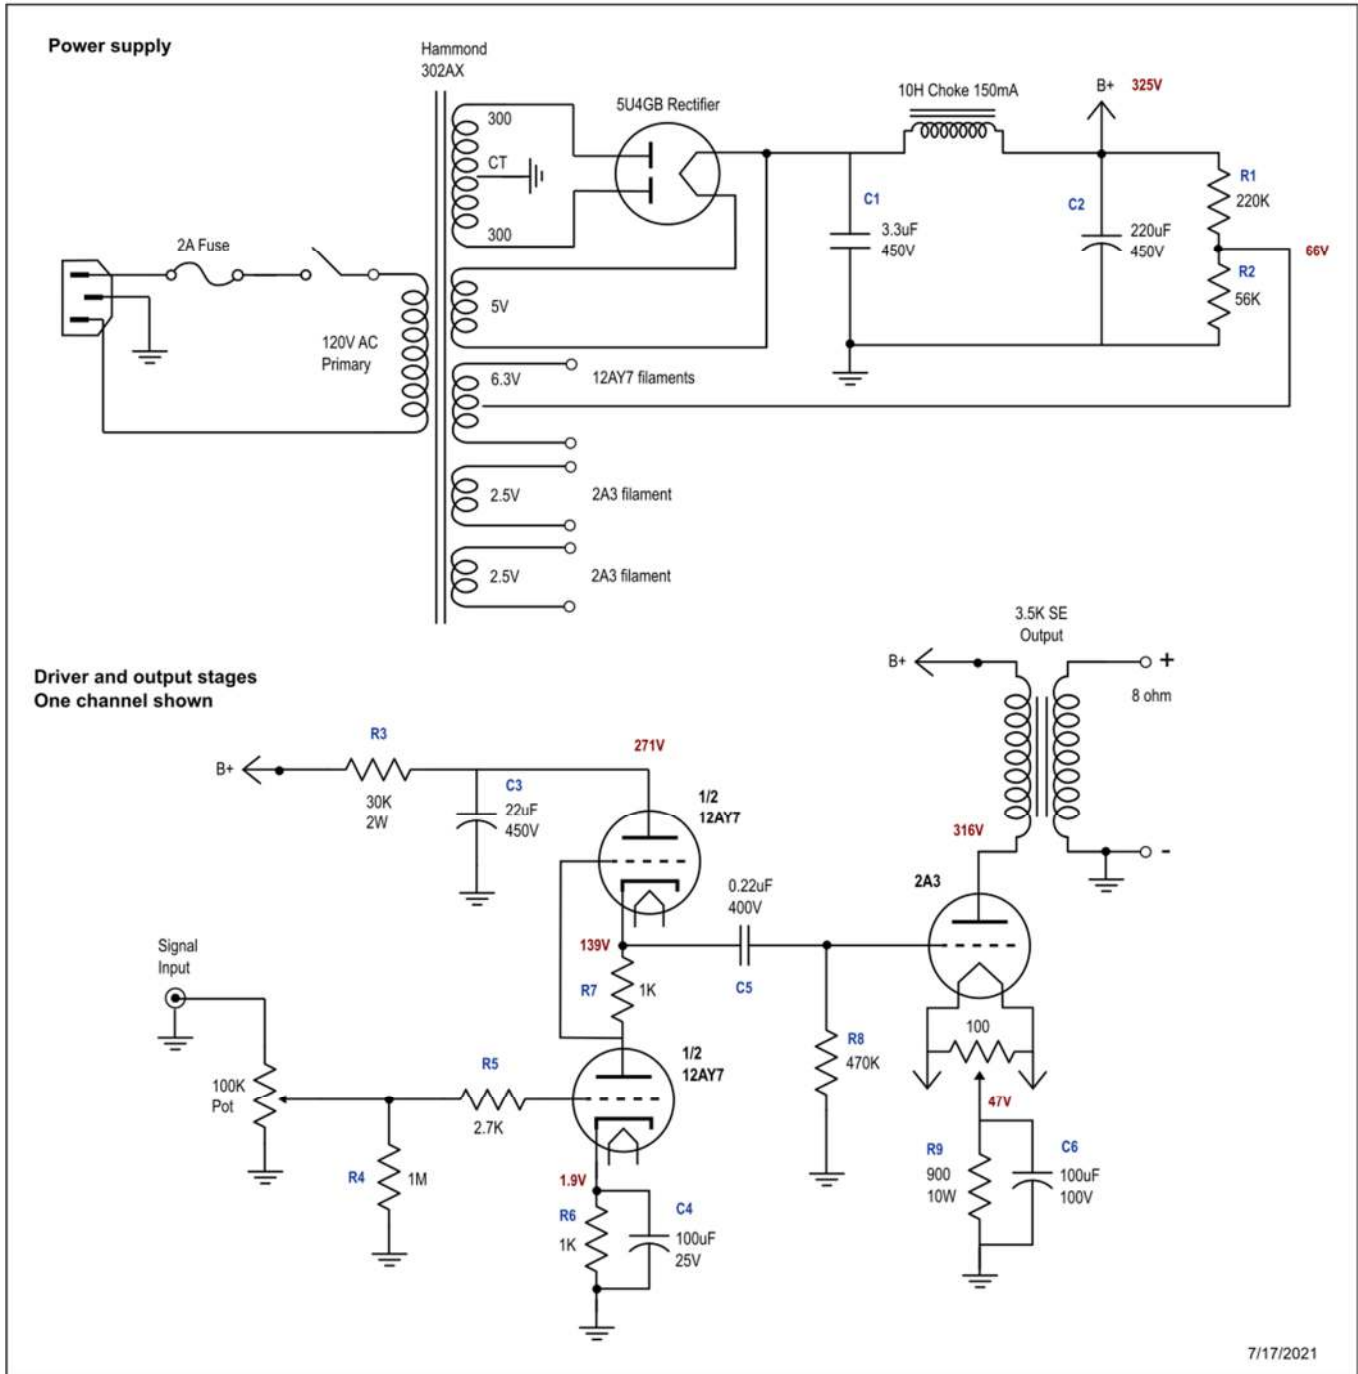 Power supply
Hammond
302AX
300
CT
300
5U4GB Rectifier
10H Choke 150mA
B+
325V
C1
3.3uF
450V
C2
220uF
450V
R1
220K
66V
R2
56K
2A Fuse
120V AC
Primary
5V
6.3V
12AY7 filaments
2.5V
2A3 filament
2.5V
2A3 filament
Driver and output stages
One channel shown
B+
R3
30K
2W
C3
22uF
450V
271V
1/2
12AY7
139V
R7
1K
0.22uF
400V
C5
Signal
Input
100K
Pot
R4
1M
R5
2.7K
1/2
12AY7
1.9V
R6
1K
C4
100uF
25V
R8
470K
3.5K SE
Output
B+
+
8 ohm
-
316V
2A3
100
47V
R9
900
10W
C6
100uF
100V
7/17/2021